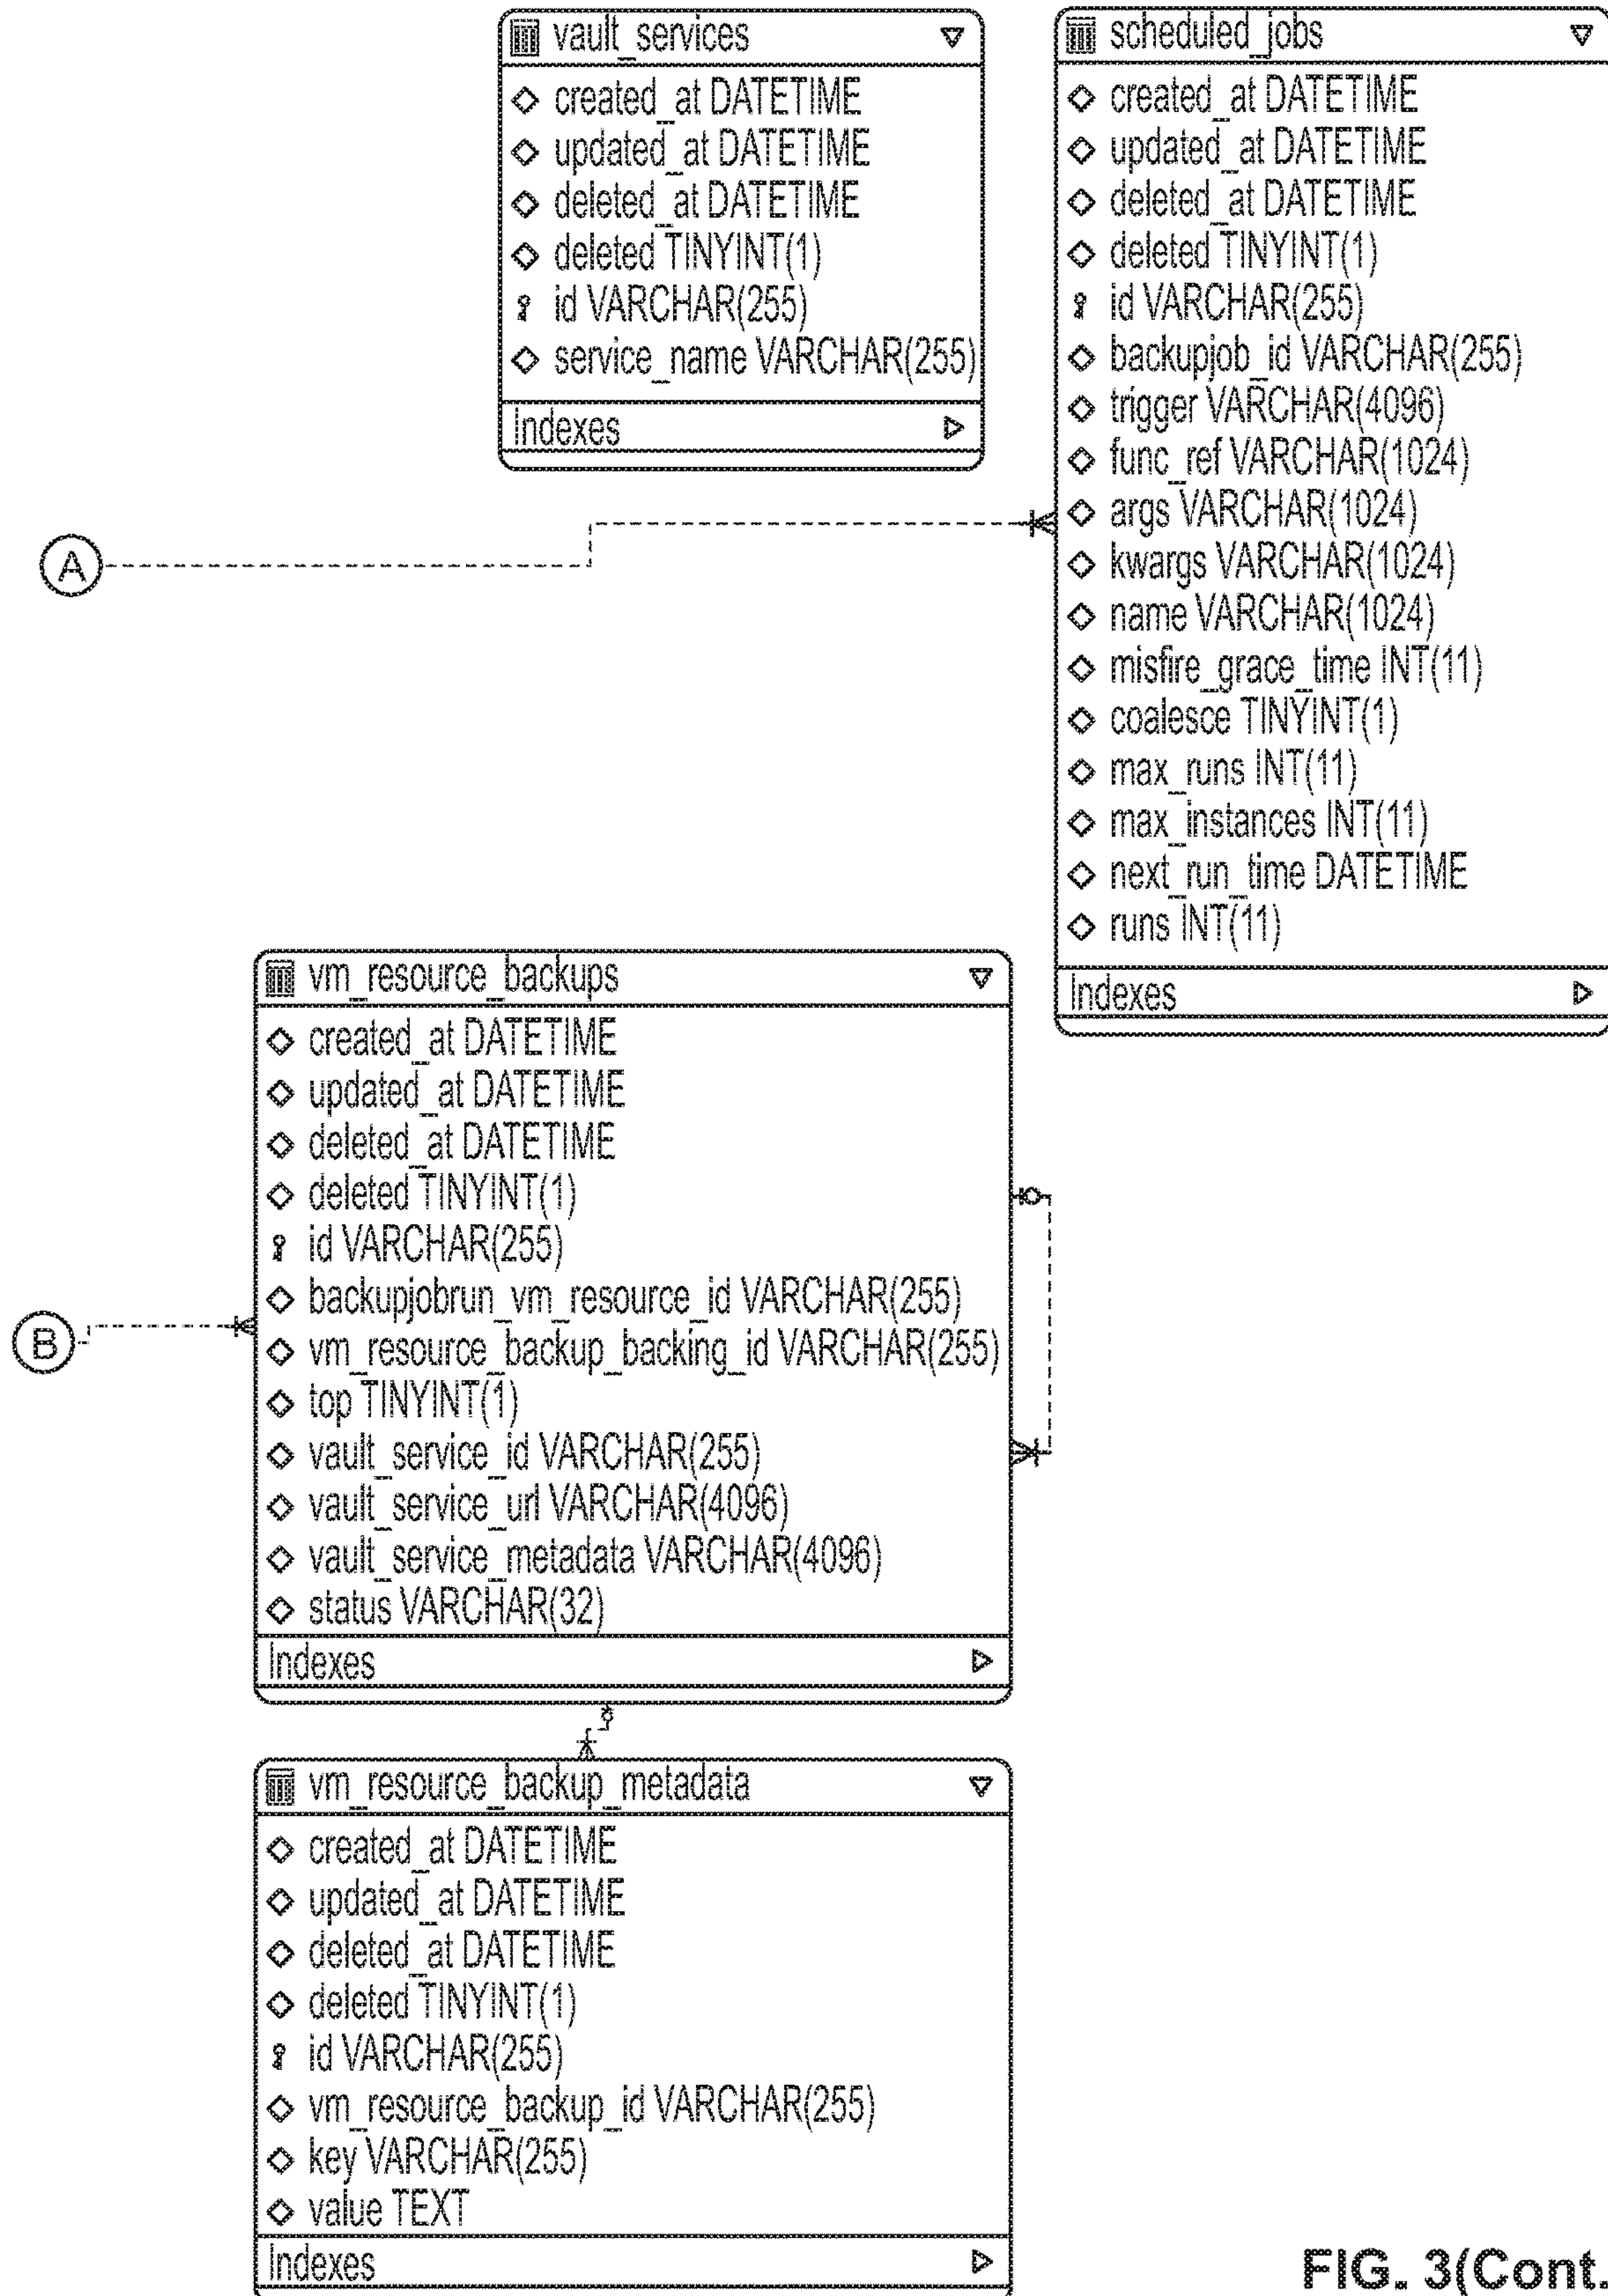 vault_services
created_at DATETIME
updated_at DATETIME
deleted_at DATETIME
deleted TINYINT(1)
id VARCHAR(255)
service_name VARCHAR(255)
Indexes
scheduled_jobs
created_at DATETIME
updated_at DATETIME
deleted_at DATETIME
deleted TINYINT(1)
id VARCHAR(255)
backupjob_id VARCHAR(255)
trigger VARCHAR(4096)
func_ref VARCHAR(1024)
args VARCHAR(1024)
kwargs VARCHAR(1024)
name VARCHAR(1024)
misfire_grace_time INT(11)
coalesce TINYINT(1)
max_runs INT(11)
max_instances INT(11)
next_run_time DATETIME
runs INT(11)
Indexes
A
vm_resource_backups
created_at DATETIME
updated_at DATETIME
deleted_at DATETIME
deleted TINYINT(1)
id VARCHAR(255)
backupjobrun_vm_resource_id VARCHAR(255)
vm_resource_backup_backing_id VARCHAR(255)
top TINYINT(1)
vault_service_id VARCHAR(255)
vault_service_url VARCHAR(4096)
vault_service_metadata VARCHAR(4096)
status VARCHAR(32)
Indexes
B
vm_resource_backup_metadata
created_at DATETIME
updated_at DATETIME
deleted_at DATETIME
deleted TINYINT(1)
id VARCHAR(255)
vm_resource_backup_id VARCHAR(255)
key VARCHAR(255)
value TEXT
Indexes
FIG. 3(Cont.